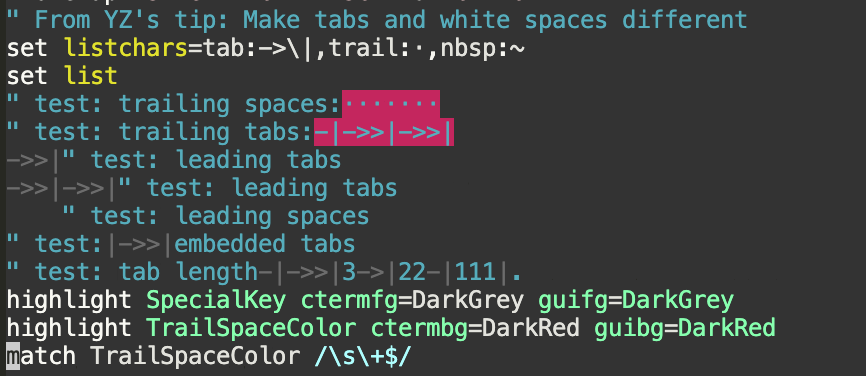 " From YZ's tip: Make tabs and white spaces different
set listchars=tab:->\|,trail:·,nbsp:~
set list
" test: trailing spaces:·······
" test: trailing tabs:-|->>|->>|
->>|" test: leading tabs
->>|->>|" test: leading tabs
    " test: leading spaces
" test:|->>|embedded tabs
" test: tab length-|->>|3->|22-|111|.
highlight SpecialKey ctermfg=DarkGrey guifg=DarkGrey
highlight TrailSpaceColor ctermbg=DarkRed guibg=DarkRed
match TrailSpaceColor /\s\+$/